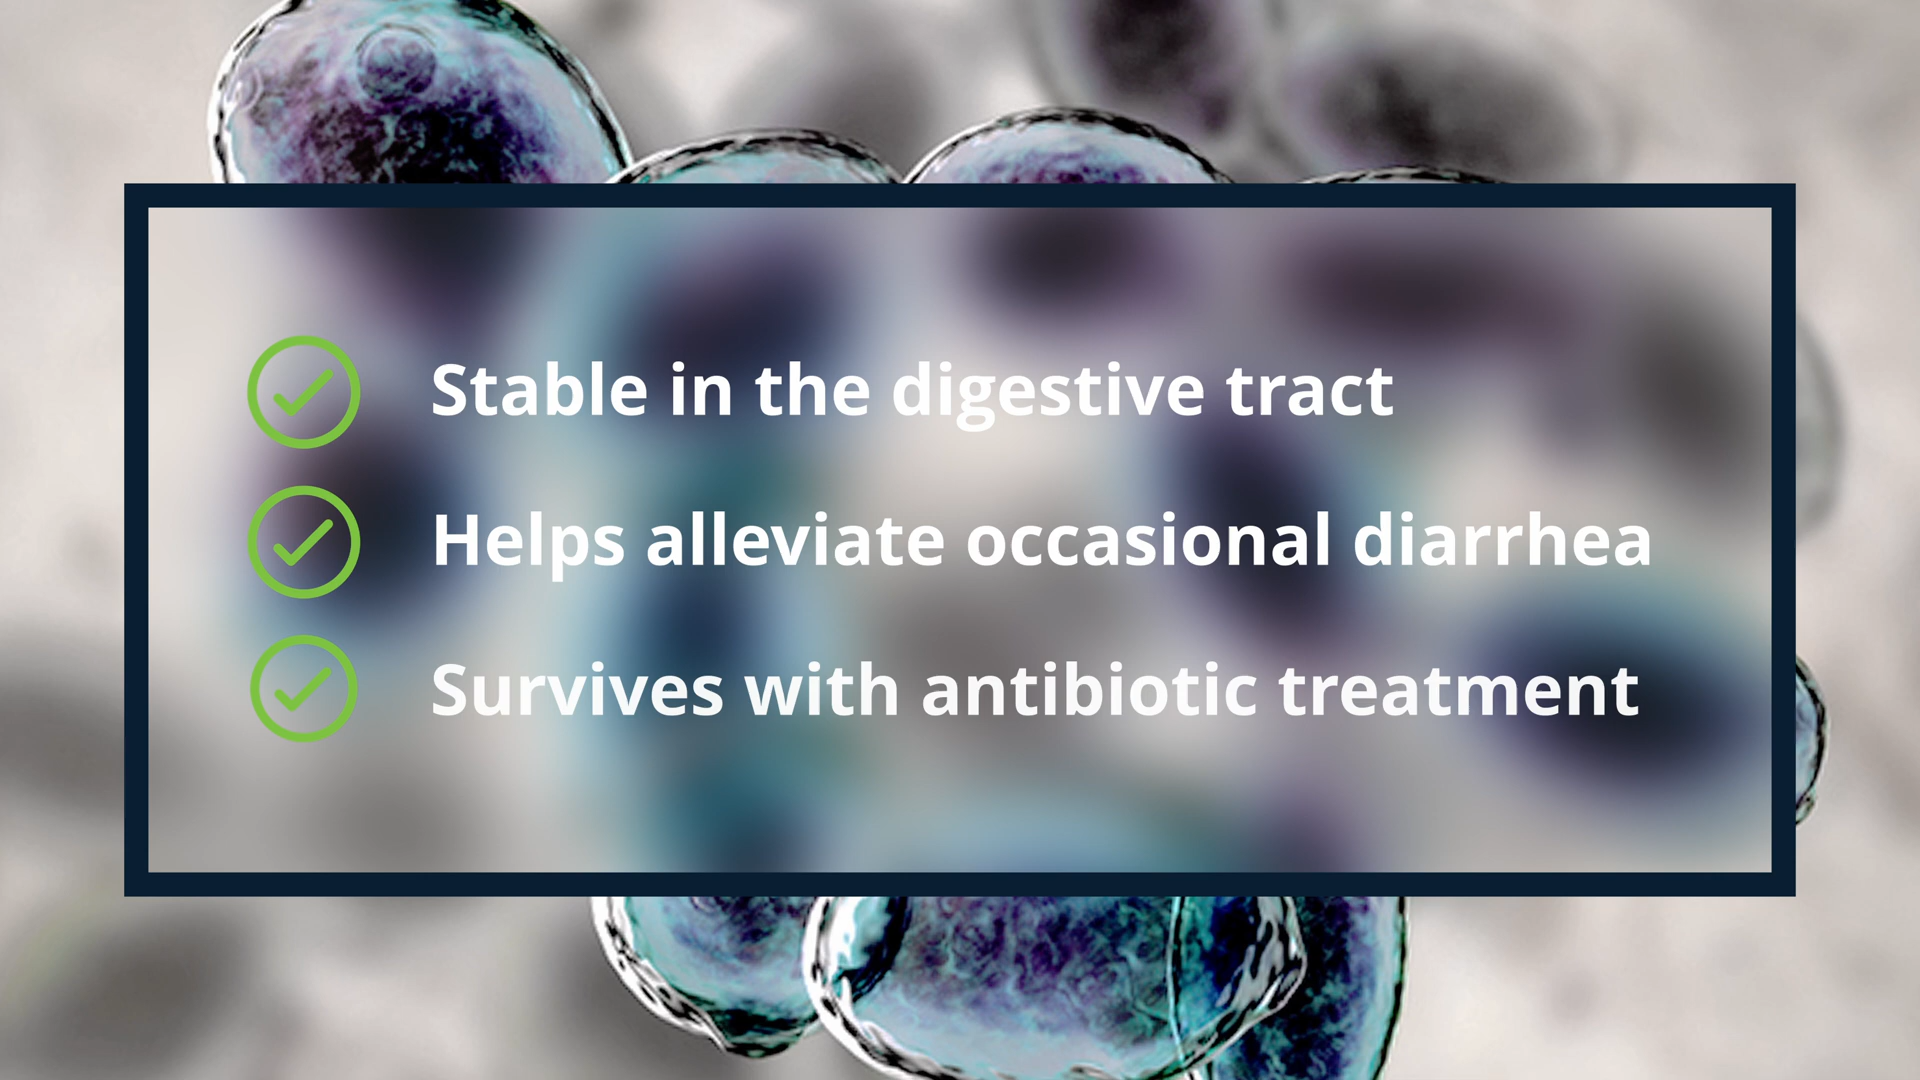 Stable in the digestive tract
Helps alleviate occasional diarrhea
Survives with antibiotic treatment